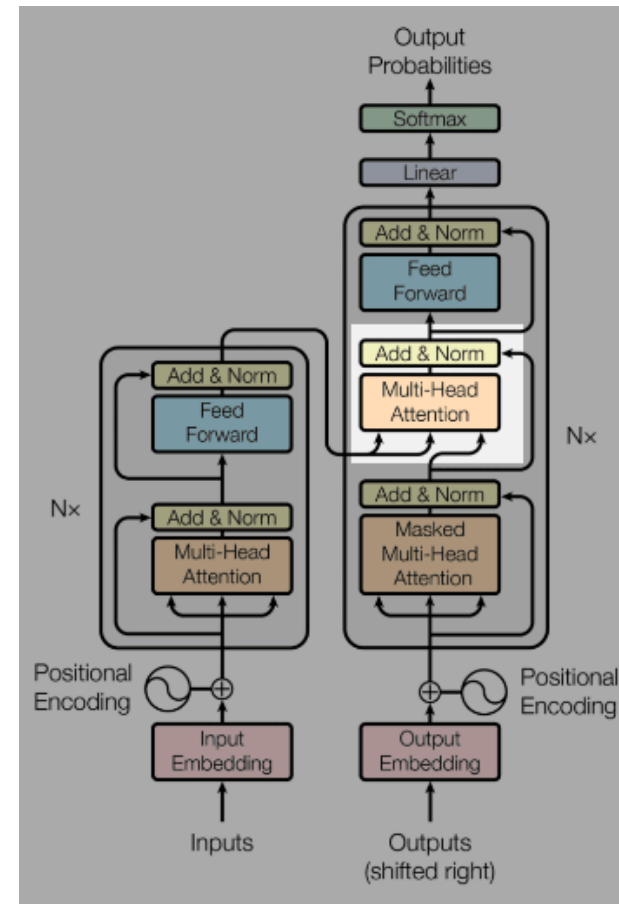 Output
Probabilities
Softmax
Linear
Add & Norm
Feed
Forward
Add & Norm
Multi-Head
Attention
Nx
Add & Norm
Masked
Multi-Head
Attention
Add & Norm
Feed
Forward
Nx
Add & Norm
Multi-Head
Attention
Positional
Encoding
Positional
Encoding
Input
Embedding
Output
Embedding
Inputs
Outputs
(shifted right)